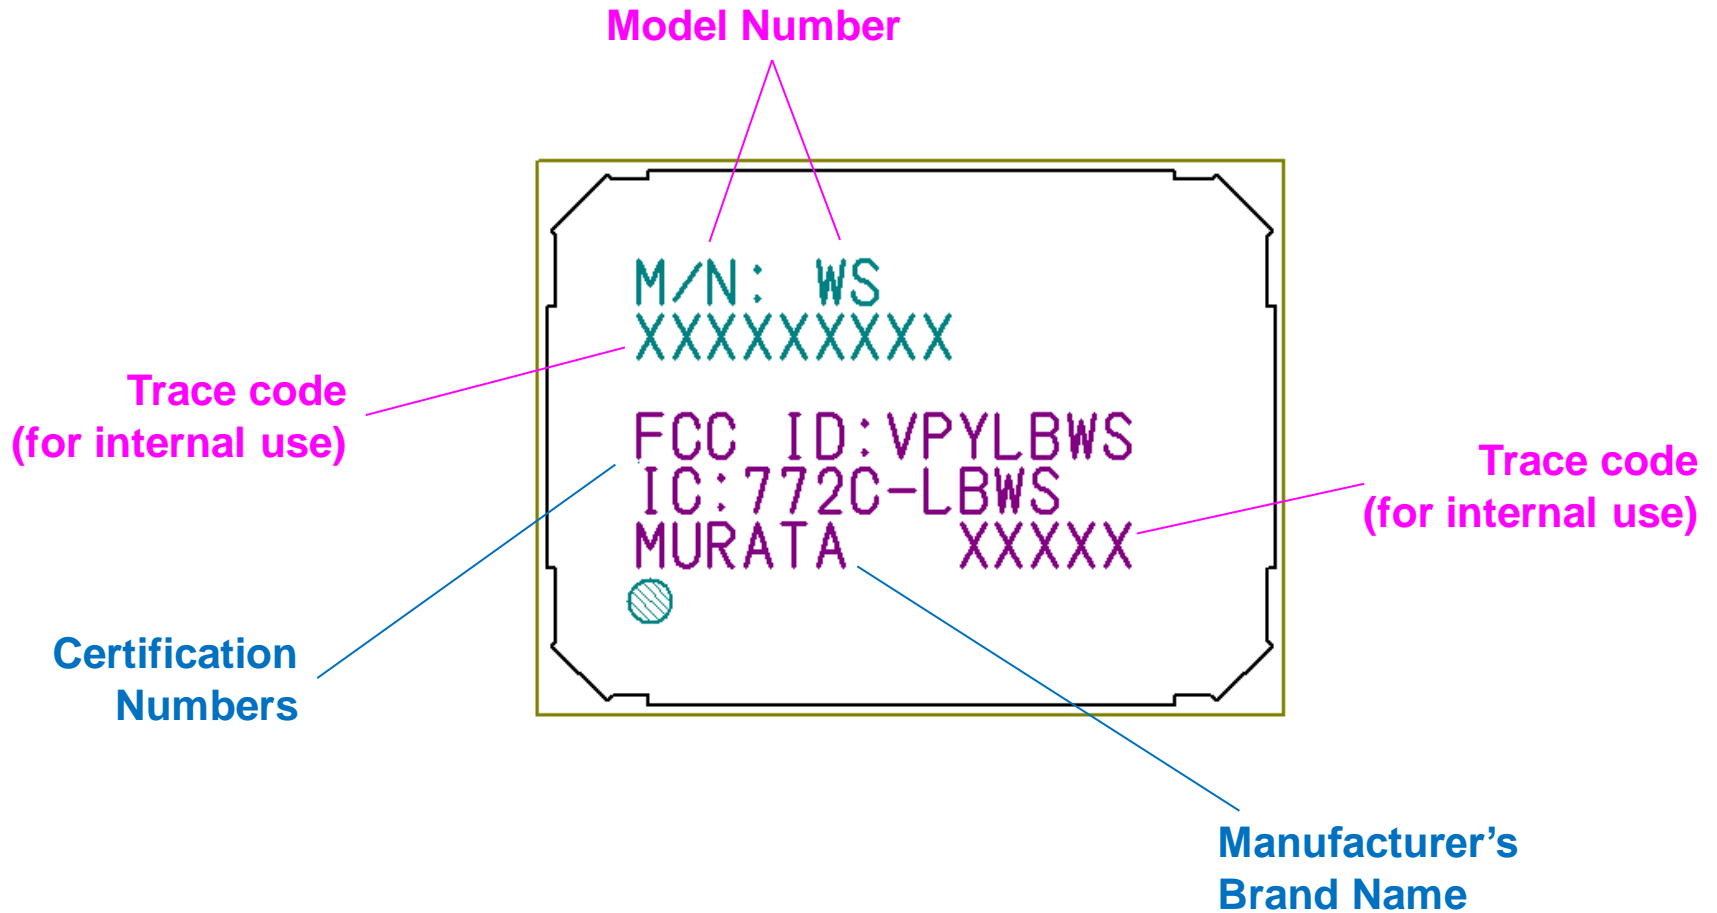 Model Number
M/N: WS
XXXXXXXXX
Trace code
(for internal use)
FCC ID:VPYLBWS
IC:772C-LBWS
MURATA XXXXX
Trace code
(for internal use)
Certification
Numbers
Manufacturer’s
Brand Name